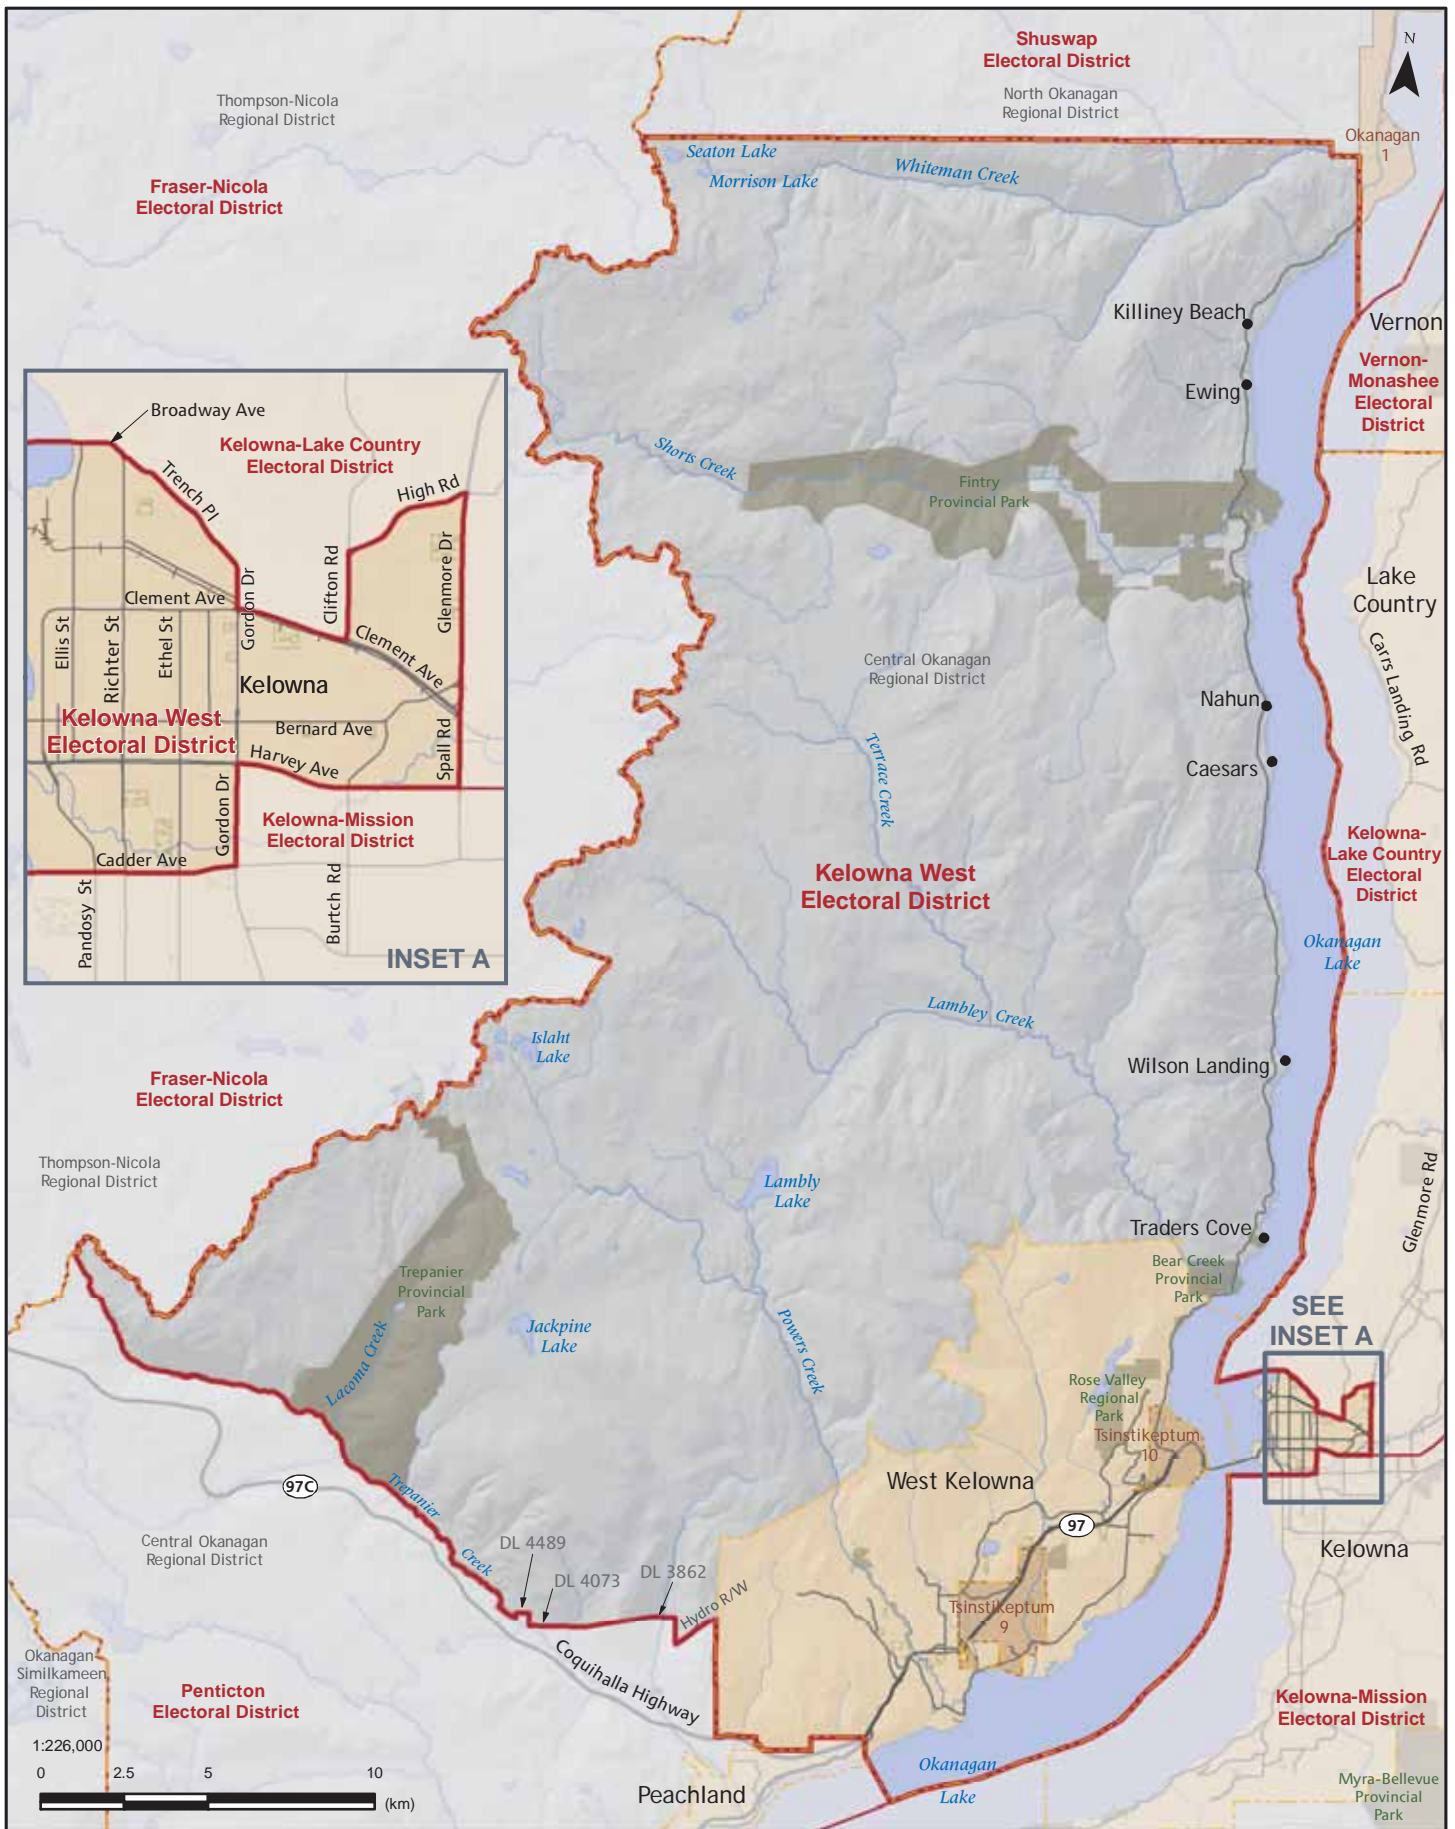 Shuswap
Electoral District
N
Thompson-Nicola
Regional District
North Okanagan
Regional District
Okanagan
1
Seaton Lake
Morrison Lake
Whiteman Creek
Fraser-Nicola
Electoral District
Killiney Beach
Vernon
Ewing
Vernon-
Monashee
Electoral
District
Broadway Ave
Kelowna-Lake Country
Electoral District
Trench Pl
High Rd
Clifton Rd
Glenmore Dr
Gordon Dr
Clement Ave
Clement Ave
Ellis St
Richter St
Ethel St
Kelowna
Kelowna West
Electoral District
Bernard Ave
Harvey Ave
Spall Rd
Gordon Dr
Kelowna-Mission
Electoral District
Cadder Ave
Pandosy St
Burtch Rd
INSET A
Shorts Creek
Fintry
Provincial Park
Lake
Country
Carrs Landing Rd
Central Okanagan
Regional District
Nahun
Caesars
Terrace Creek
Kelowna-
Lake Country
Electoral
District
Kelowna West
Electoral District
Okanagan
Lake
Lambley Creek
Islaht
Lake
Wilson Landing
Fraser-Nicola
Electoral District
Thompson-Nicola
Regional District
Lambly
Lake
Glenmore Rd
Traders Cove
Bear Creek
Provincial
Park
Trepanier
Provincial
Park
Lacoma Creek
Jackpine
Lake
Powers Creek
SEE
INSET A
Rose Valley
Regional
Park
Tsinstikeptum
10
West Kelowna
97C
Trepanier
Creek
97
Central Okanagan
Regional District
DL 4489
DL 4073
DL 3862
Hydro R/W
Kelowna
Tsinstikeptum
9
Coquihalla Highway
Okanagan-
Similkameen
Regional
District
Penticton
Electoral District
Kelowna-Mission
Electoral District
1:226,000
0 2.5 5 10
(km)
Peachland
Okanagan
Lake
Myra-Bellevue
Provincial
Park